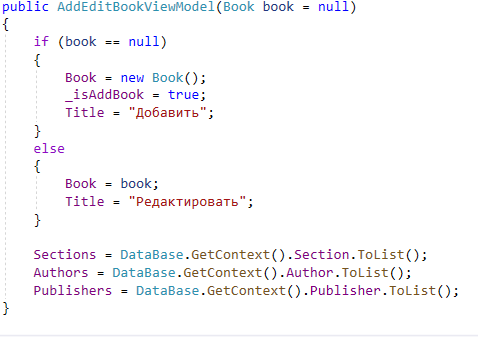 public AddEditBookViewModel(Book book = null)
{
    if (book == null)
    {
        Book = new Book();
        _isAddBook = true;
        Title = "Добавить";
    }
    else
    {
        Book = book;
        Title = "Редактировать";
    }

    Sections = DataBase.GetContext().Section.ToList();
    Authors = DataBase.GetContext().Author.ToList();
    Publishers = DataBase.GetContext().Publisher.ToList();
}